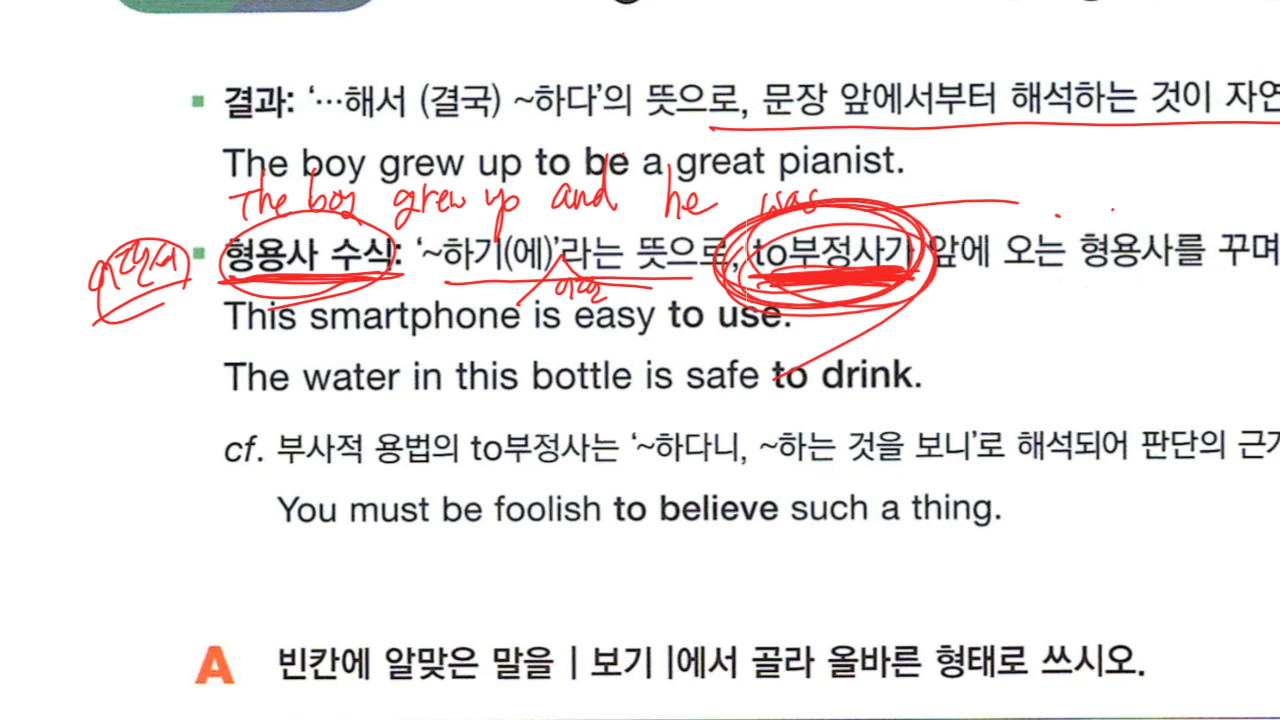 결과: ‘…해서 (결국) ~하다’의 뜻으로, 문장 앞에서부터 해석하는 것이 자연
The boy grew up to be a great pianist.
The boy grew up and he was
형용사 수식: ‘~하기(에)’라는 뜻으로, to부정사가 앞에 오는 형용사를 꾸며
This smartphone is easy to use.
The water in this bottle is safe to drink.
cf. 부사적 용법의 to부정사는 ‘~하다니, ~하는 것을 보니’로 해석되어 판단의 근거
You must be foolish to believe such a thing.
A 빈칸에 알맞은 말을 | 보기 |에서 골라 올바른 형태로 쓰시오.